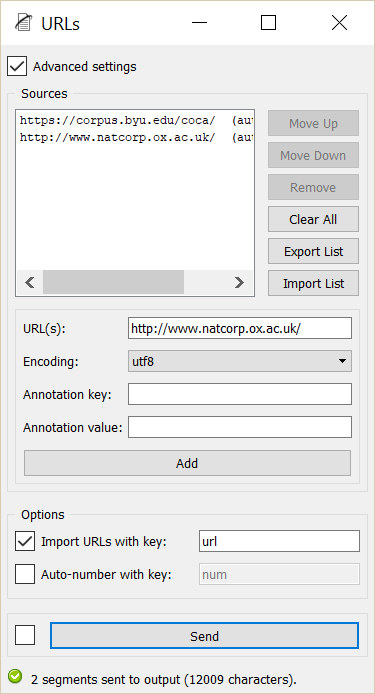 URLs
Advanced settings
Sources
https://corpus.byu.edu/coca/ (au
http://www.natcorp.ox.ac.uk/ (au
Move Up
Move Down
Remove
Clear All
Export List
Import List
URL(s): http://www.natcorp.ox.ac.uk/
Encoding: utf8
Annotation key:
Annotation value:
Add
Options
Import URLs with key: url
Auto-number with key: num
Send
2 segments sent to output (12009 characters).